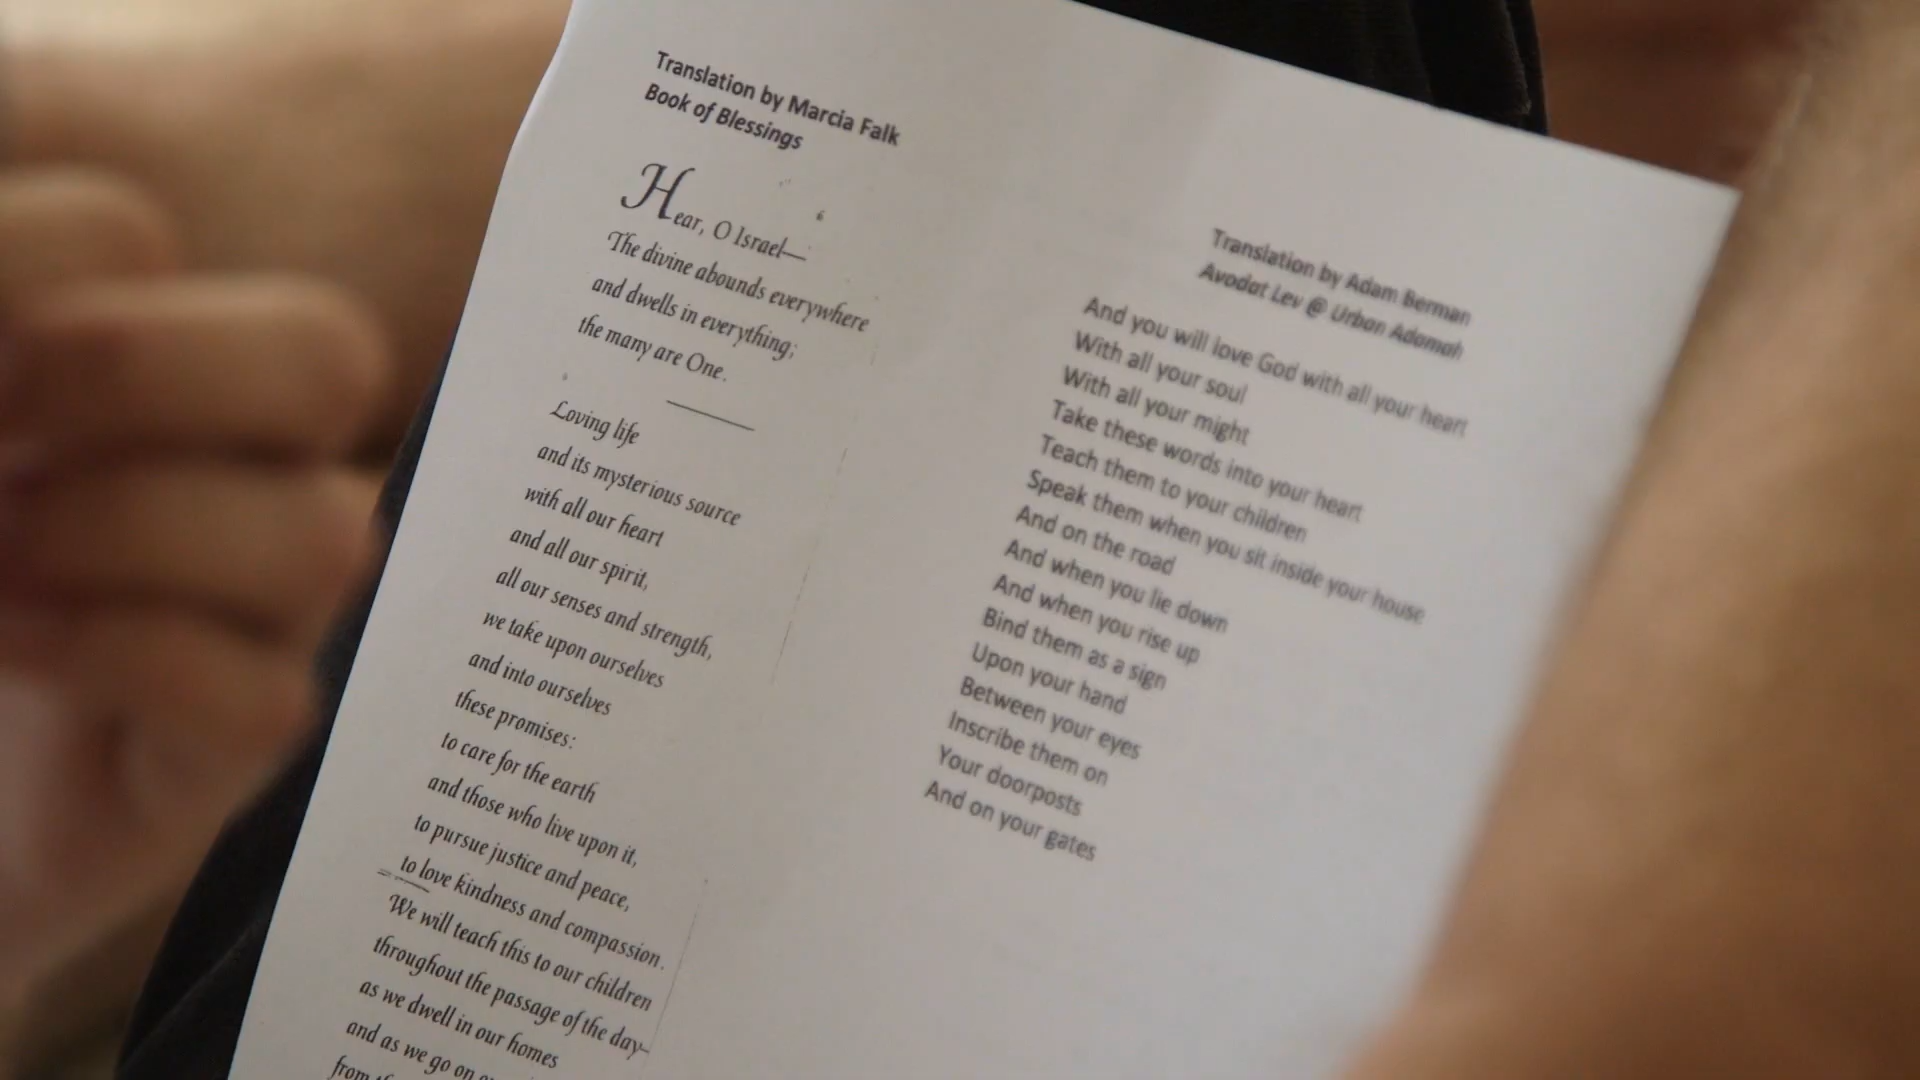 Translation by Marcia Falk
Book of Blessings
Hear, O Israel—
The divine abounds everywhere
and dwells in everything;
the many are One.
Loving life
and its mysterious source
with all our heart
and all our spirit,
all our senses and strength,
we take upon ourselves
and into ourselves
these promises:
to care for the earth
and those who live upon it,
to pursue justice and peace,
to love kindness and compassion.
We will teach this to our children
throughout the passage of the day—
as we dwell in our homes
and as we go on
from
Translation by Adam Berman
Avodat Lev @ Urban Adamah
And you will love God with all your heart
With all your soul
With all your might
Take these words into your heart
Teach them to your children
Speak them when you sit inside your house
And on the road
And when you lie down
And when you rise up
Bind them as a sign
Upon your hand
Between your eyes
Inscribe them on
Your doorposts
And on your gates